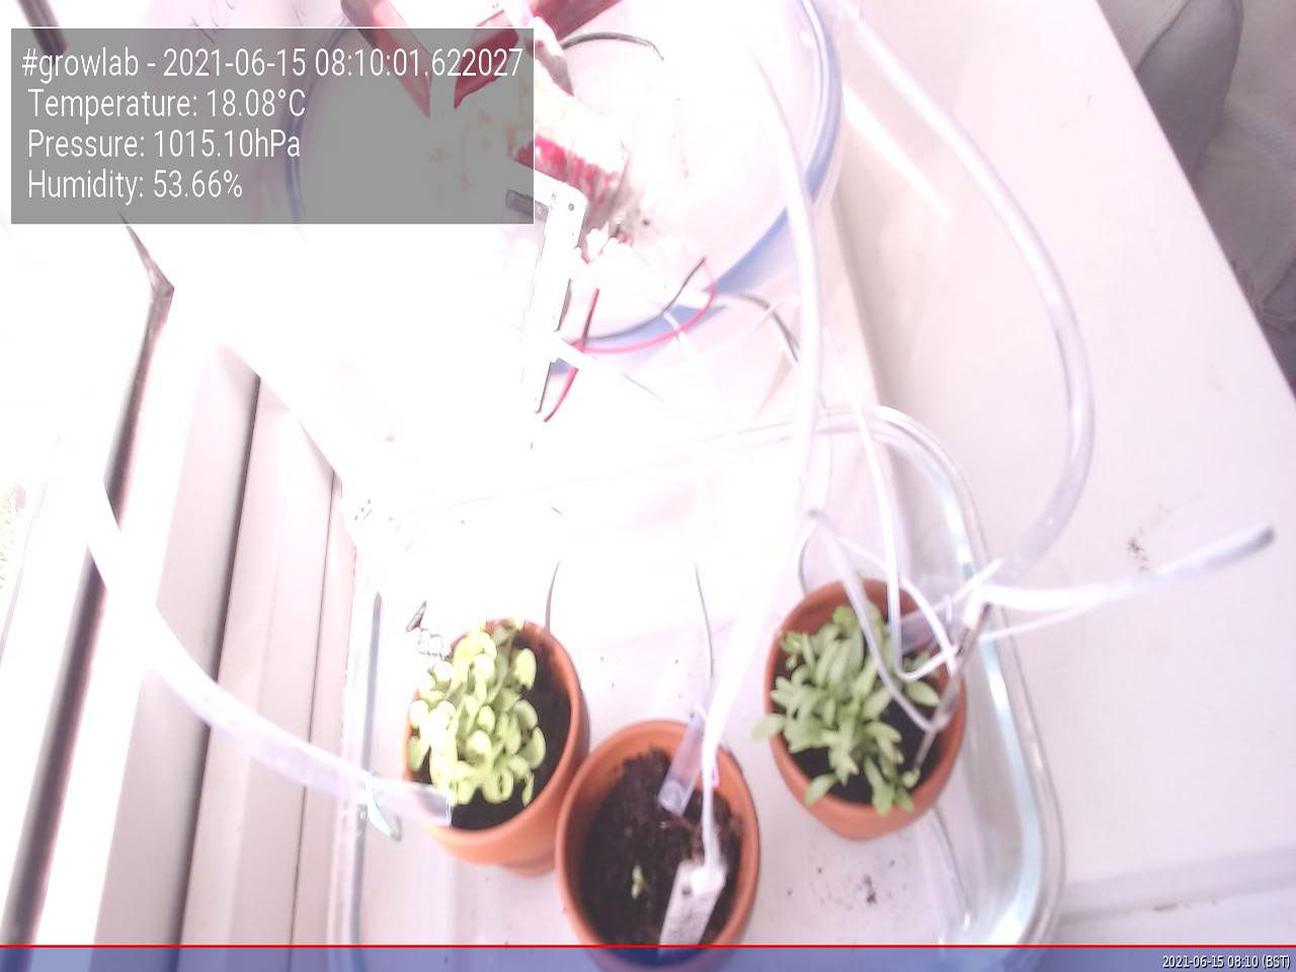 #growlab - 2021-06-15 08:10:01.622027
Temperature: 18.08°C
Pressure: 1015.10hPa
Humidity: 53.66%
2021-06-15 08:10 (BST)